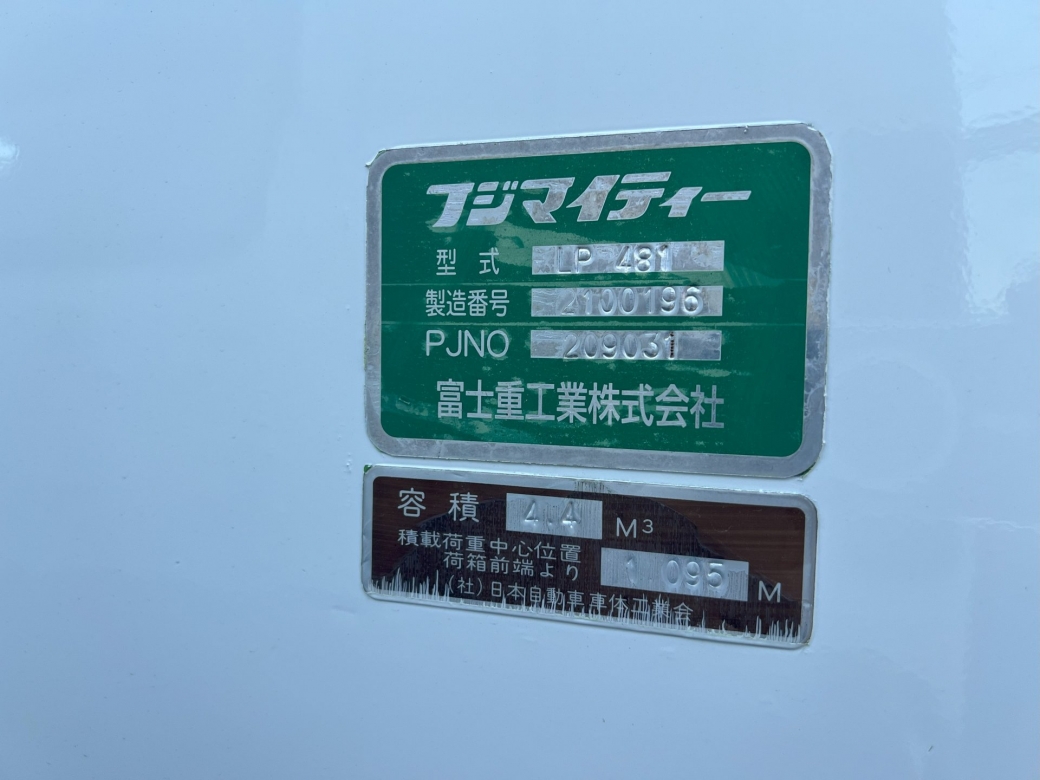 フジマイティー
型式 LP 481
製造番号 2100196
PJNO 209031
富士重工業株式会社
容積 4.4 M³
積載荷重中心位置
荷箱前端より 1.095 M
(社)日本自動車車体工業会